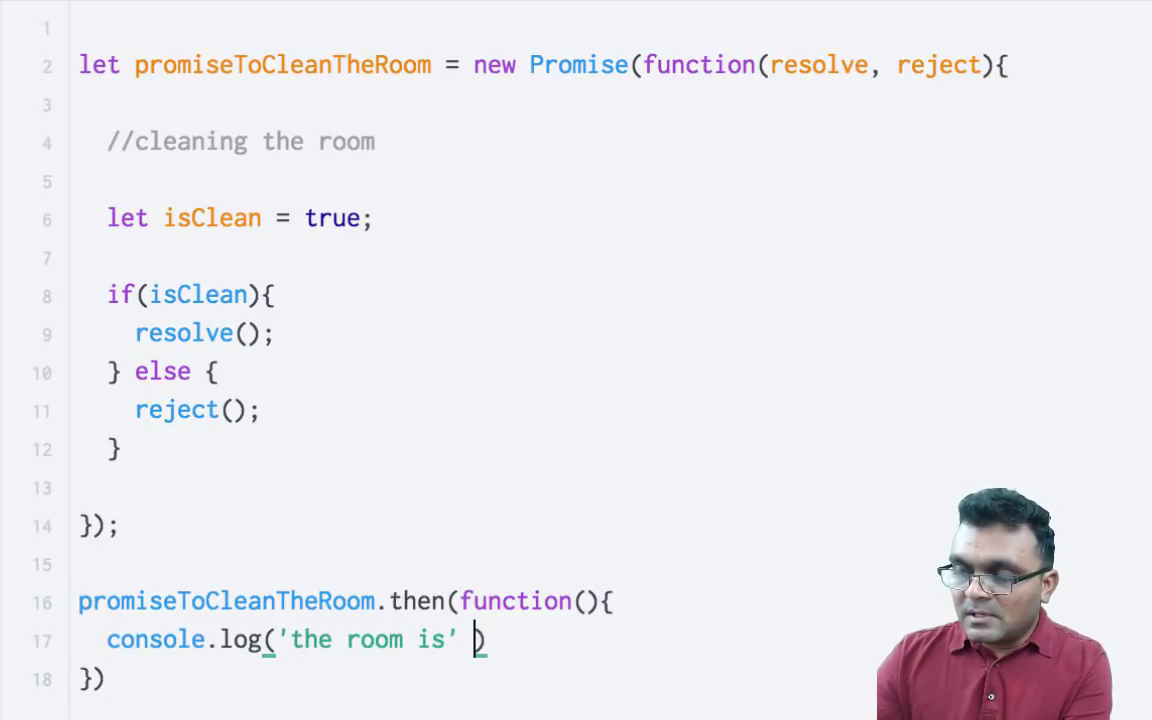 1
2 let promiseToCleanTheRoom = new Promise(function(resolve, reject){
3
4 //cleaning the room
5
6 let isClean = true;
7
8 if(isClean){
9 resolve();
10 } else {
11 reject();
12 }
13
14 });
15
16 promiseToCleanTheRoom.then(function(){
17 console.log('the room is' )
18 })